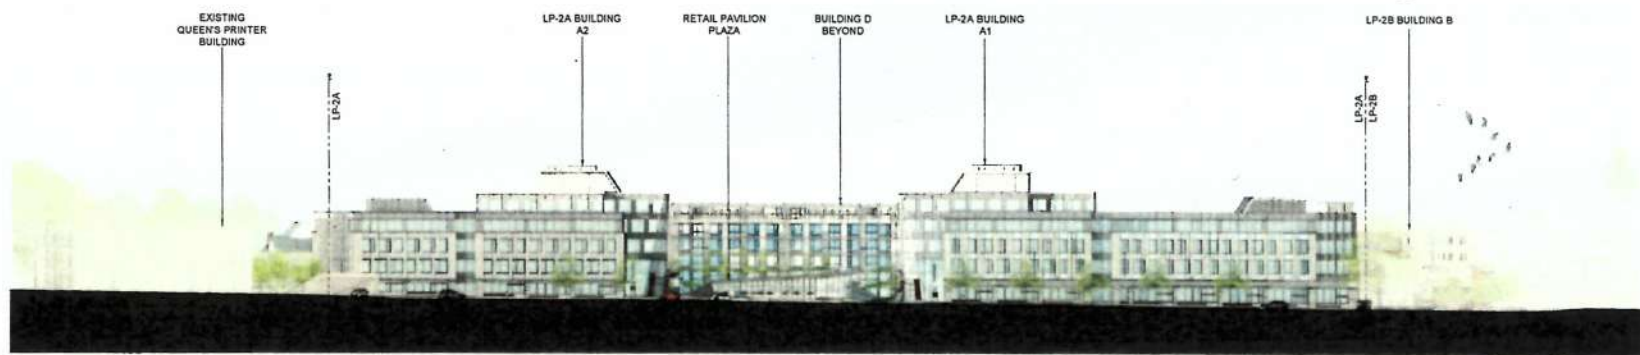 EXISTING
QUEEN'S PRINTER
BUILDING
LP-2A BUILDING
A2
RETAIL PAVILION
PLAZA
BUILDING D
BEYOND
LP-2A BUILDING
A1
LP-2B BUILDING B
LP-2A
LP-2A
LP-2B